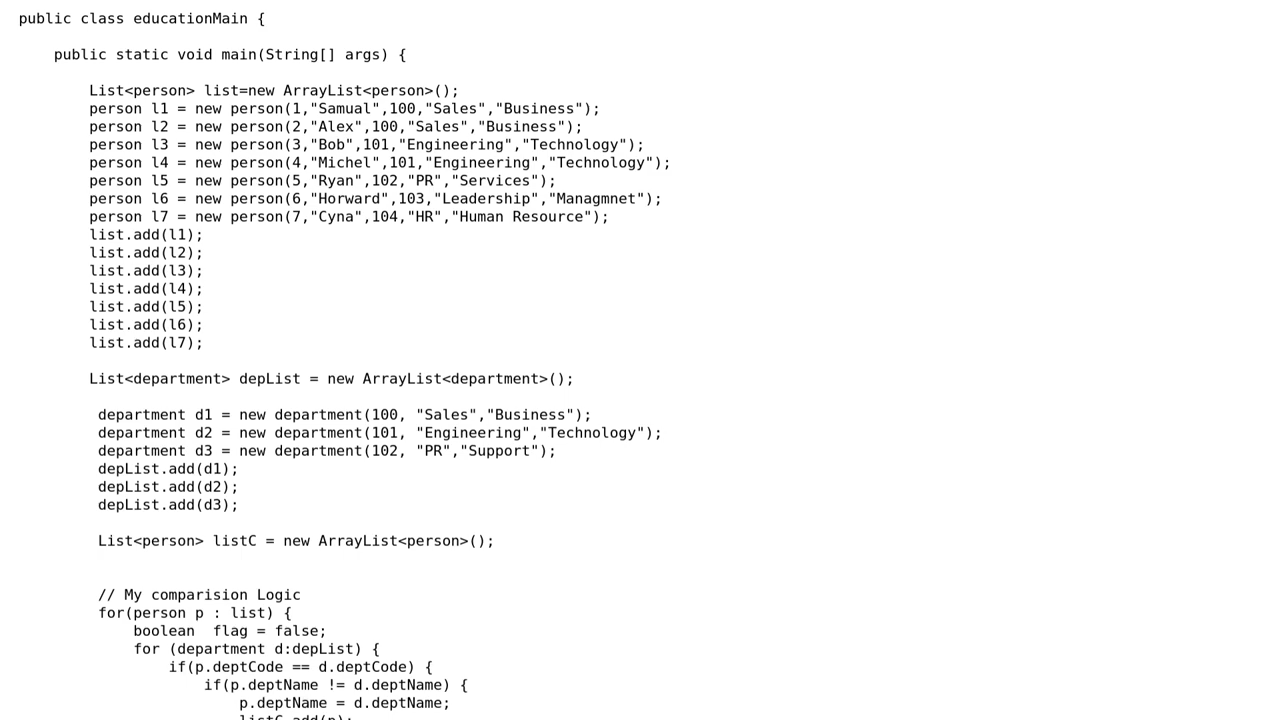 public class educationMain {
public static void main(String[] args) {
List<person> list=new ArrayList<person>();
person l1 = new person(1,"Samual",100,"Sales","Business");
person l2 = new person(2,"Alex",100,"Sales","Business");
person l3 = new person(3,"Bob",101,"Engineering","Technology");
person l4 = new person(4,"Michel",101,"Engineering","Technology");
person l5 = new person(5,"Ryan",102,"PR","Services");
person l6 = new person(6,"Horward",103,"Leadership","Managmnet");
person l7 = new person(7,"Cyna",104,"HR","Human Resource");
list.add(l1);
list.add(l2);
list.add(l3);
list.add(l4);
list.add(l5);
list.add(l6);
list.add(l7);
List<department> depList = new ArrayList<department>();
department d1 = new department(100, "Sales","Business");
department d2 = new department(101, "Engineering","Technology");
department d3 = new department(102, "PR","Support");
depList.add(d1);
depList.add(d2);
depList.add(d3);
List<person> listC = new ArrayList<person>();
// My comparision Logic
for(person p : list) {
boolean  flag = false;
for (department d:depList) {
if(p.deptCode == d.deptCode) {
if(p.deptName != d.deptName) {
p.deptName = d.deptName;
listC.add(p);